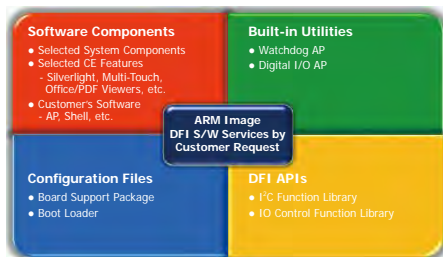 Software Components
● Selected System Components
● Selected CE Features
- Silverlight, Multi-Touch,
Office/PDF Viewers, etc.
● Customer's Software
- AP, Shell, etc.
Built-in Utilities
● Watchdog AP
● Digital I/O AP
ARM Image
DFI S/W Services by
Customer Request
Configuration Files
● Board Support Package
● Boot Loader
DFI APIs
● I²C Function Library
● IO Control Function Library